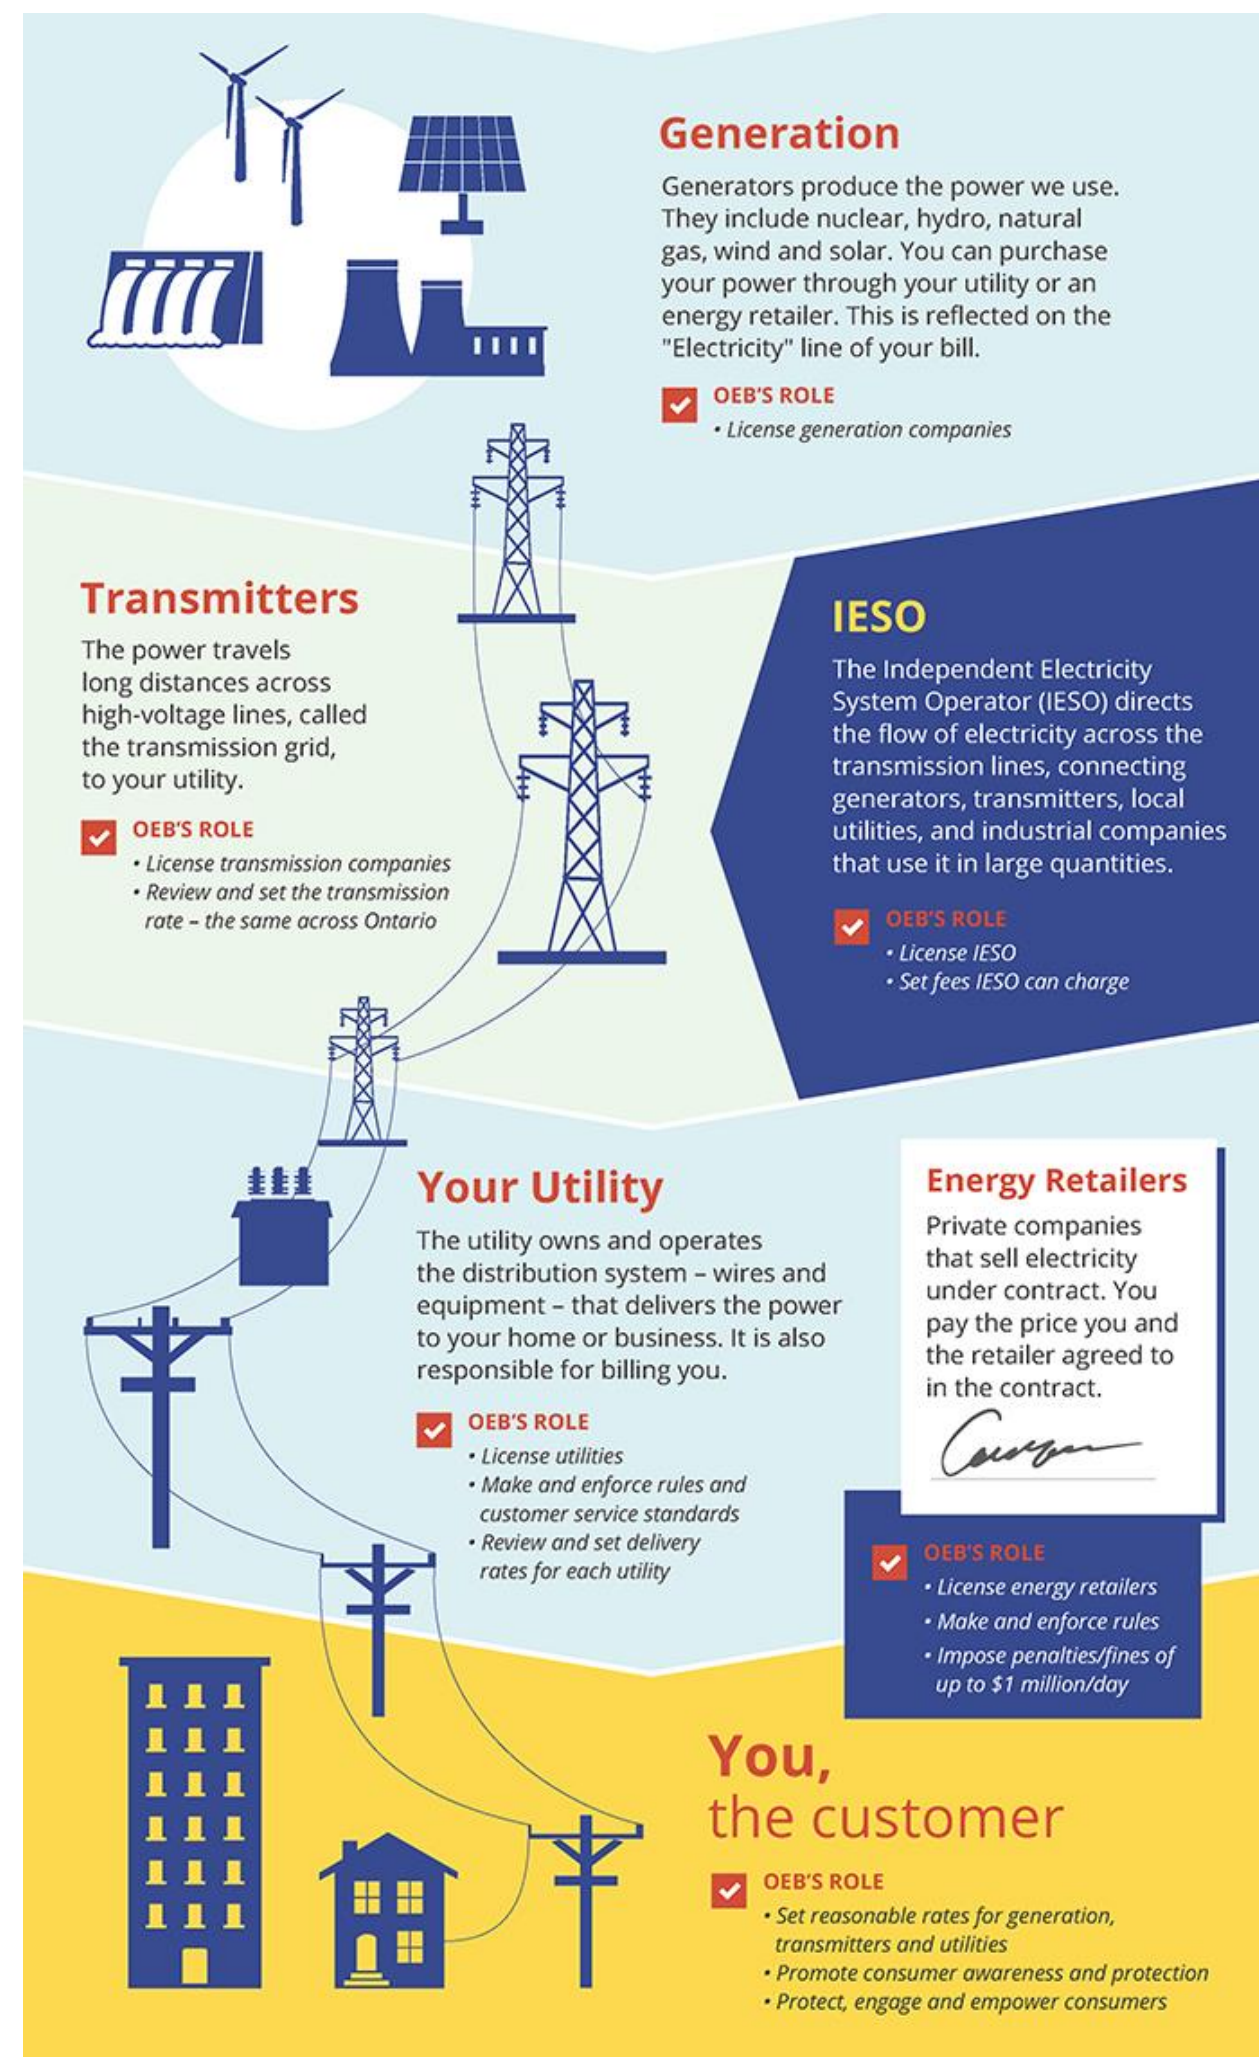 Generation
Generators produce the power we use.
They include nuclear, hydro, natural
gas, wind and solar. You can purchase
your power through your utility or an
energy retailer. This is reflected on the
"Electricity" line of your bill.
OEB'S ROLE
• License generation companies
Transmitters
The power travels
long distances across
high-voltage lines, called
the transmission grid,
to your utility.
OEB'S ROLE
• License transmission companies
• Review and set the transmission
rate – the same across Ontario
IESO
The Independent Electricity
System Operator (IESO) directs
the flow of electricity across the
transmission lines, connecting
generators, transmitters, local
utilities, and industrial companies
that use it in large quantities.
OEB'S ROLE
• License IESO
• Set fees IESO can charge
Your Utility
The utility owns and operates
the distribution system – wires and
equipment – that delivers the power
to your home or business. It is also
responsible for billing you.
OEB'S ROLE
• License utilities
• Make and enforce rules and
customer service standards
• Review and set delivery
rates for each utility
Energy Retailers
Private companies
that sell electricity
under contract. You
pay the price you and
the retailer agreed to
in the contract.
OEB'S ROLE
• License energy retailers
• Make and enforce rules
• Impose penalties/fines of
up to $1 million/day
You,
the customer
OEB'S ROLE
• Set reasonable rates for generation,
transmitters and utilities
• Promote consumer awareness and protection
• Protect, engage and empower consumers